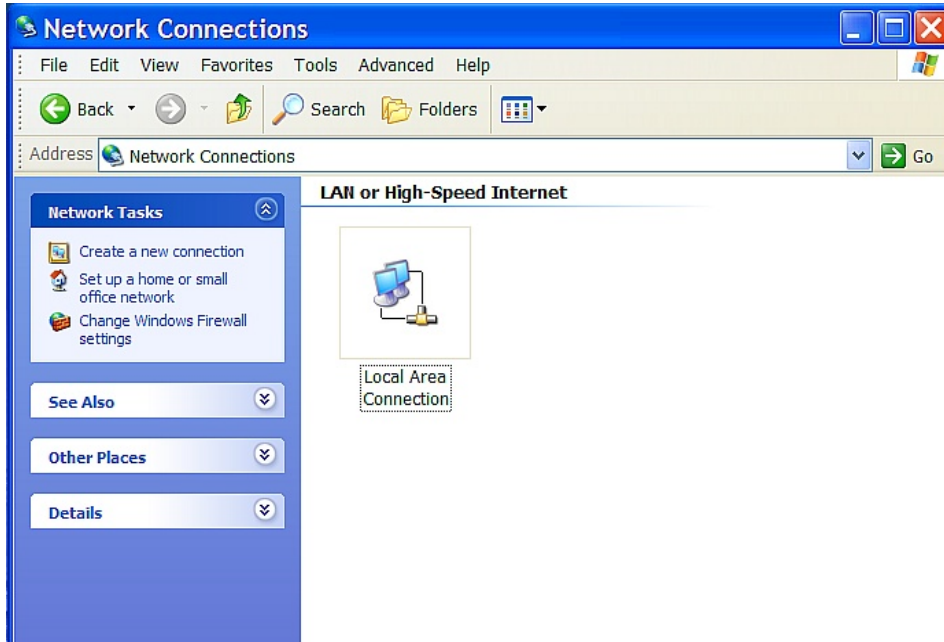 Network Connections
File Edit View Favorites Tools Advanced Help
Back Search Folders
Address Network Connections Go
Network Tasks
Create a new connection
Set up a home or small
office network
Change Windows Firewall
settings
See Also
Other Places
Details
LAN or High-Speed Internet
Local Area
Connection